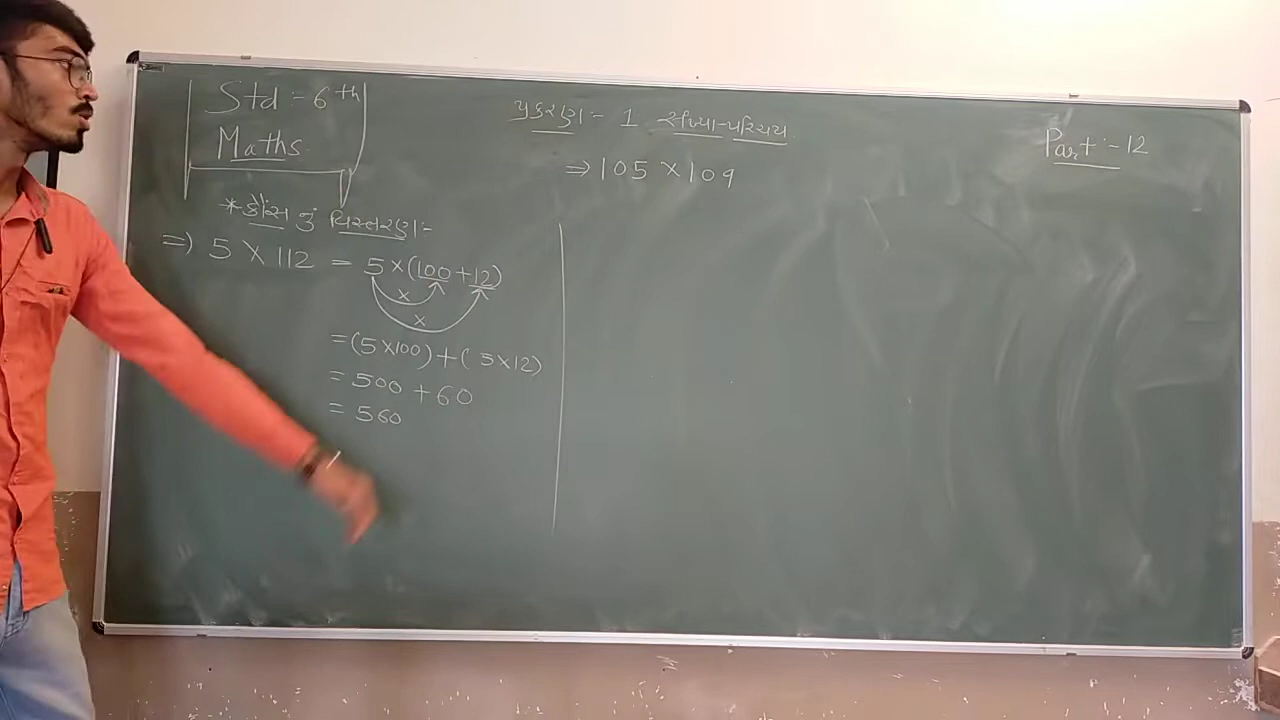 Std :- 6th
Maths
પ્રકરણ :- 1 સંખ્યા-પરિચય
Part :- 12
⇒ 105 × 109
* કૌંસ નું વિસ્તરણ :-
⇒ 5 × 112 = 5 × (100 + 12)
× 
×
= (5 × 100) + ( 5 × 12)
= 500 + 60
= 560